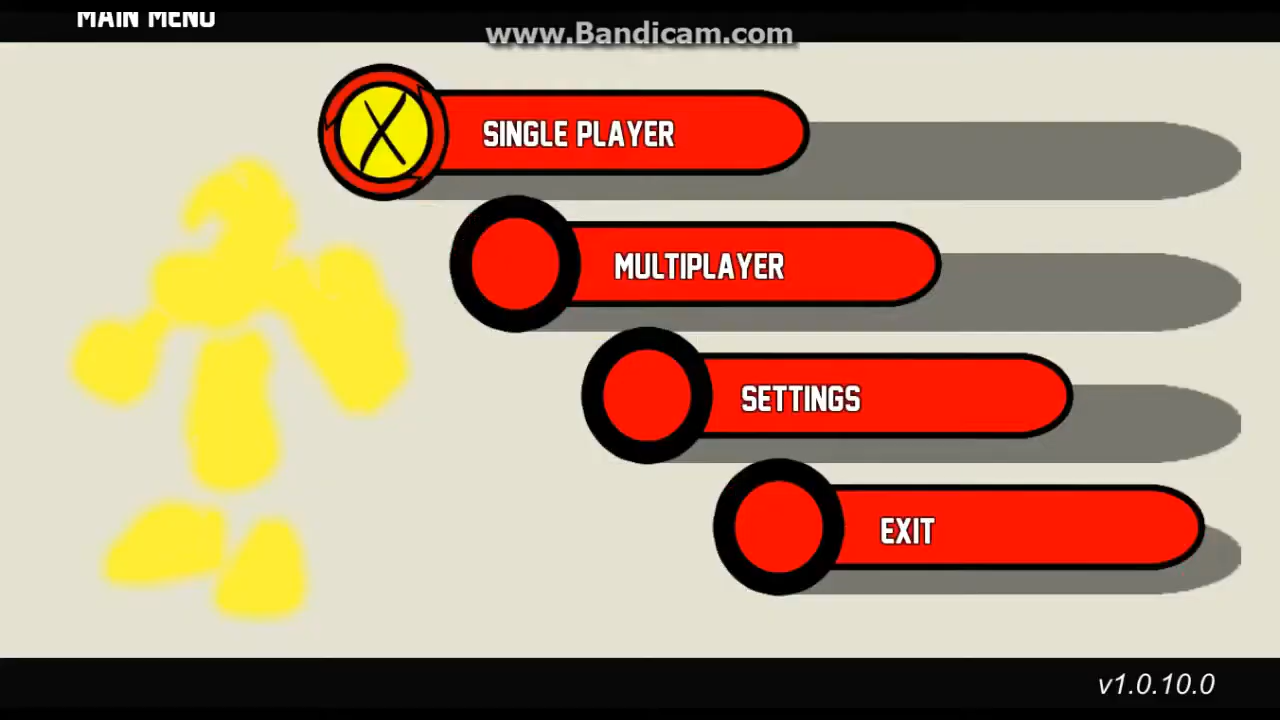 MAIN MENU
www.Bandicam.com
X
SINGLE PLAYER
MULTIPLAYER
SETTINGS
EXIT
v1.0.10.0